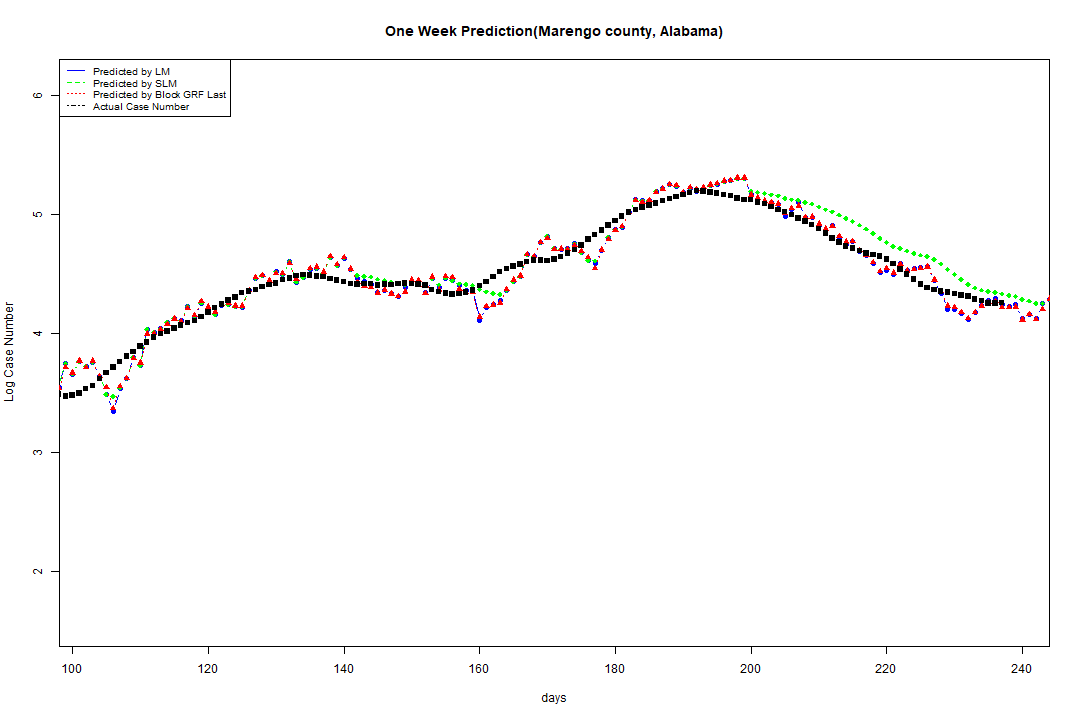 One Week Prediction(Marengo county, Alabama)
Predicted by LM
Predicted by SLM
Predicted by Block GRF Last
Actual Case Number
6
5
4
3
2
Log Case Number
100 120 140 160 180 200 220 240
days